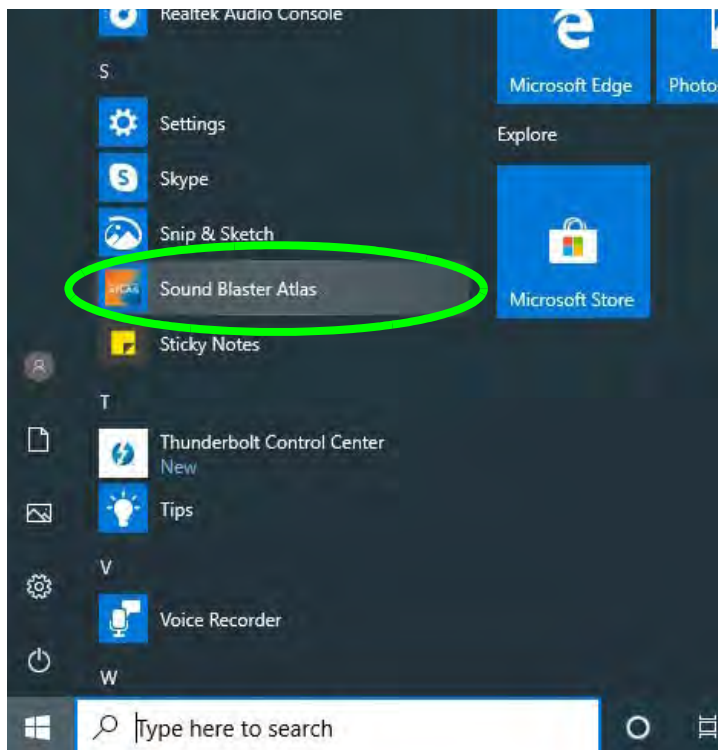 Realtek Audio Console
S
Settings
Skype
Snip & Sketch
Sound Blaster Atlas
Sticky Notes
T
Thunderbolt Control Center
New
Tips
V
Voice Recorder
W
Microsoft Edge
Photo
Explore
Microsoft Store
Type here to search